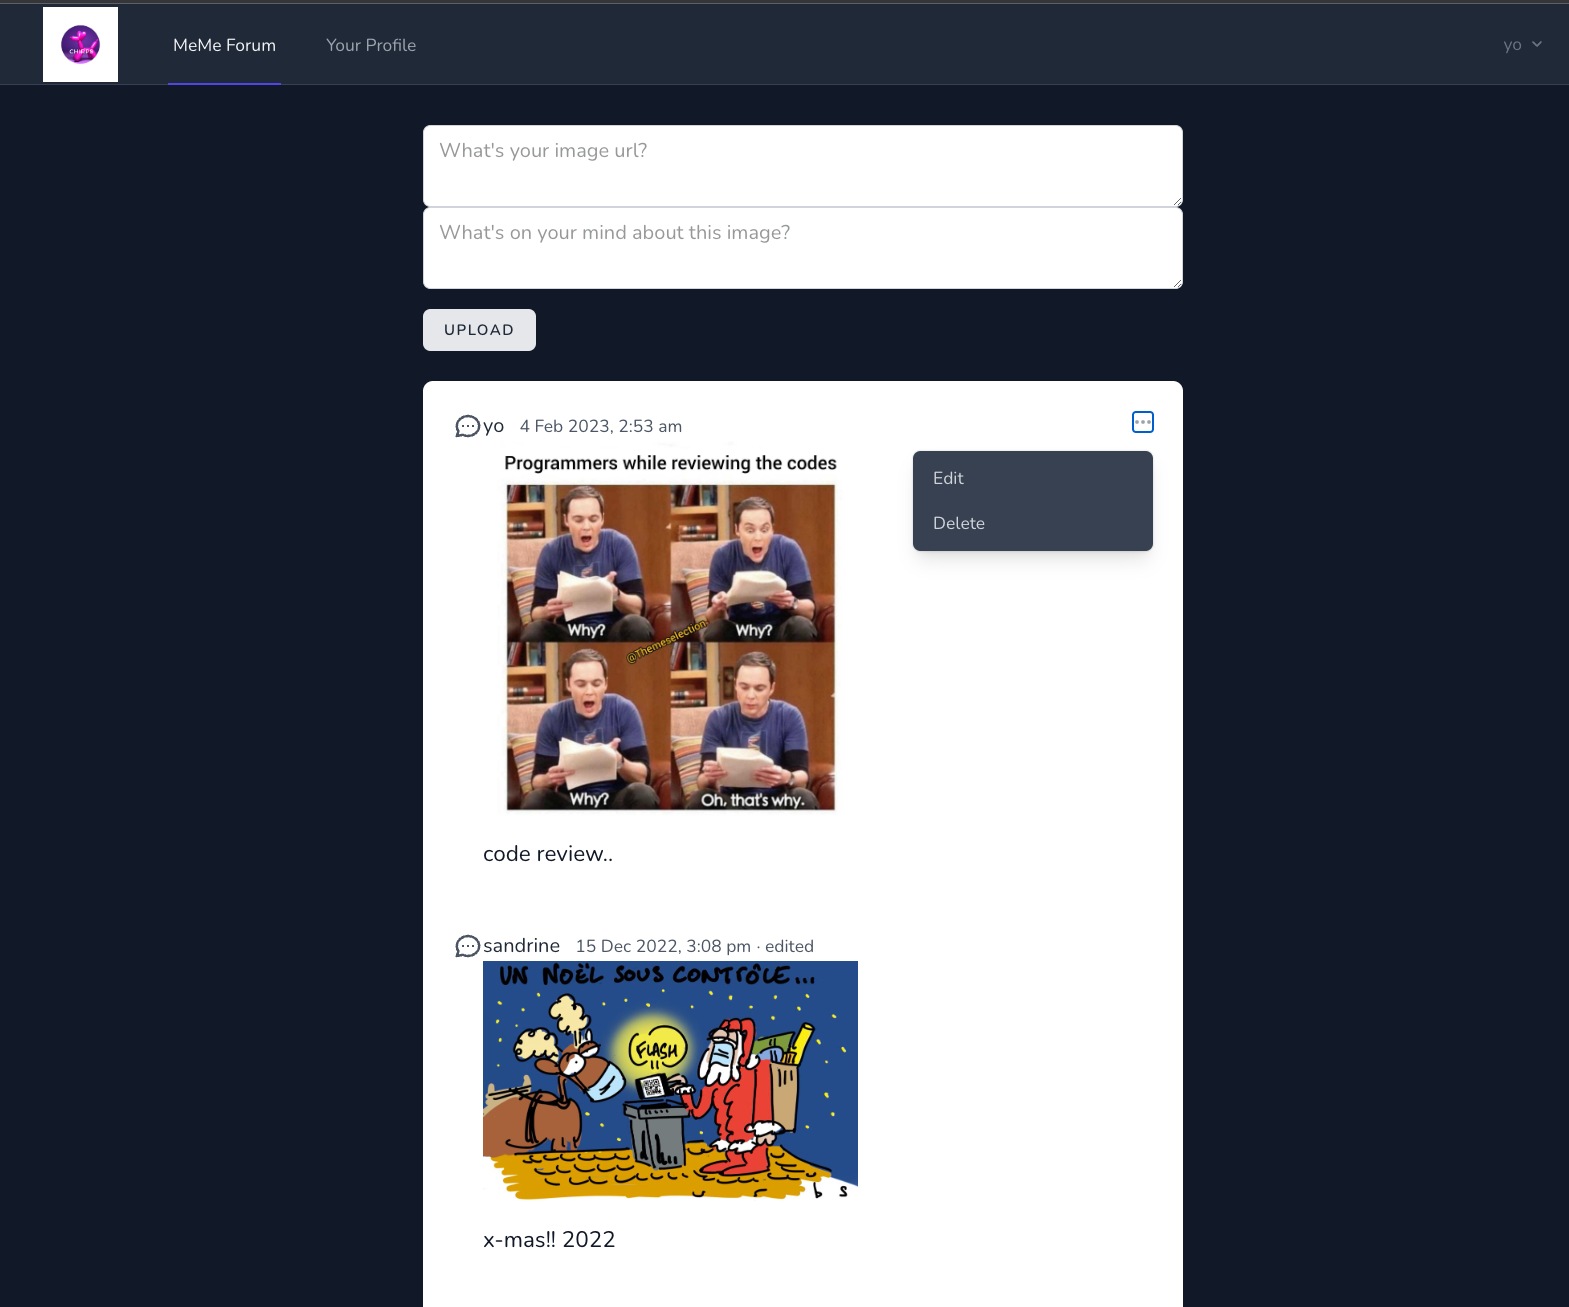 CHIRPS
MeMe Forum
Your Profile
yo
What's your image url?
What's on your mind about this image?
UPLOAD
yo 4 Feb 2023, 2:53 am
Edit
Delete
Programmers while reviewing the codes
Why?
Why?
@Themeselection
Why?
Oh, that's why.
code review..
sandrine 15 Dec 2022, 3:08 pm · edited
UN NOËL SOUS CONTRÔLE...
FLASH
x-mas!! 2022